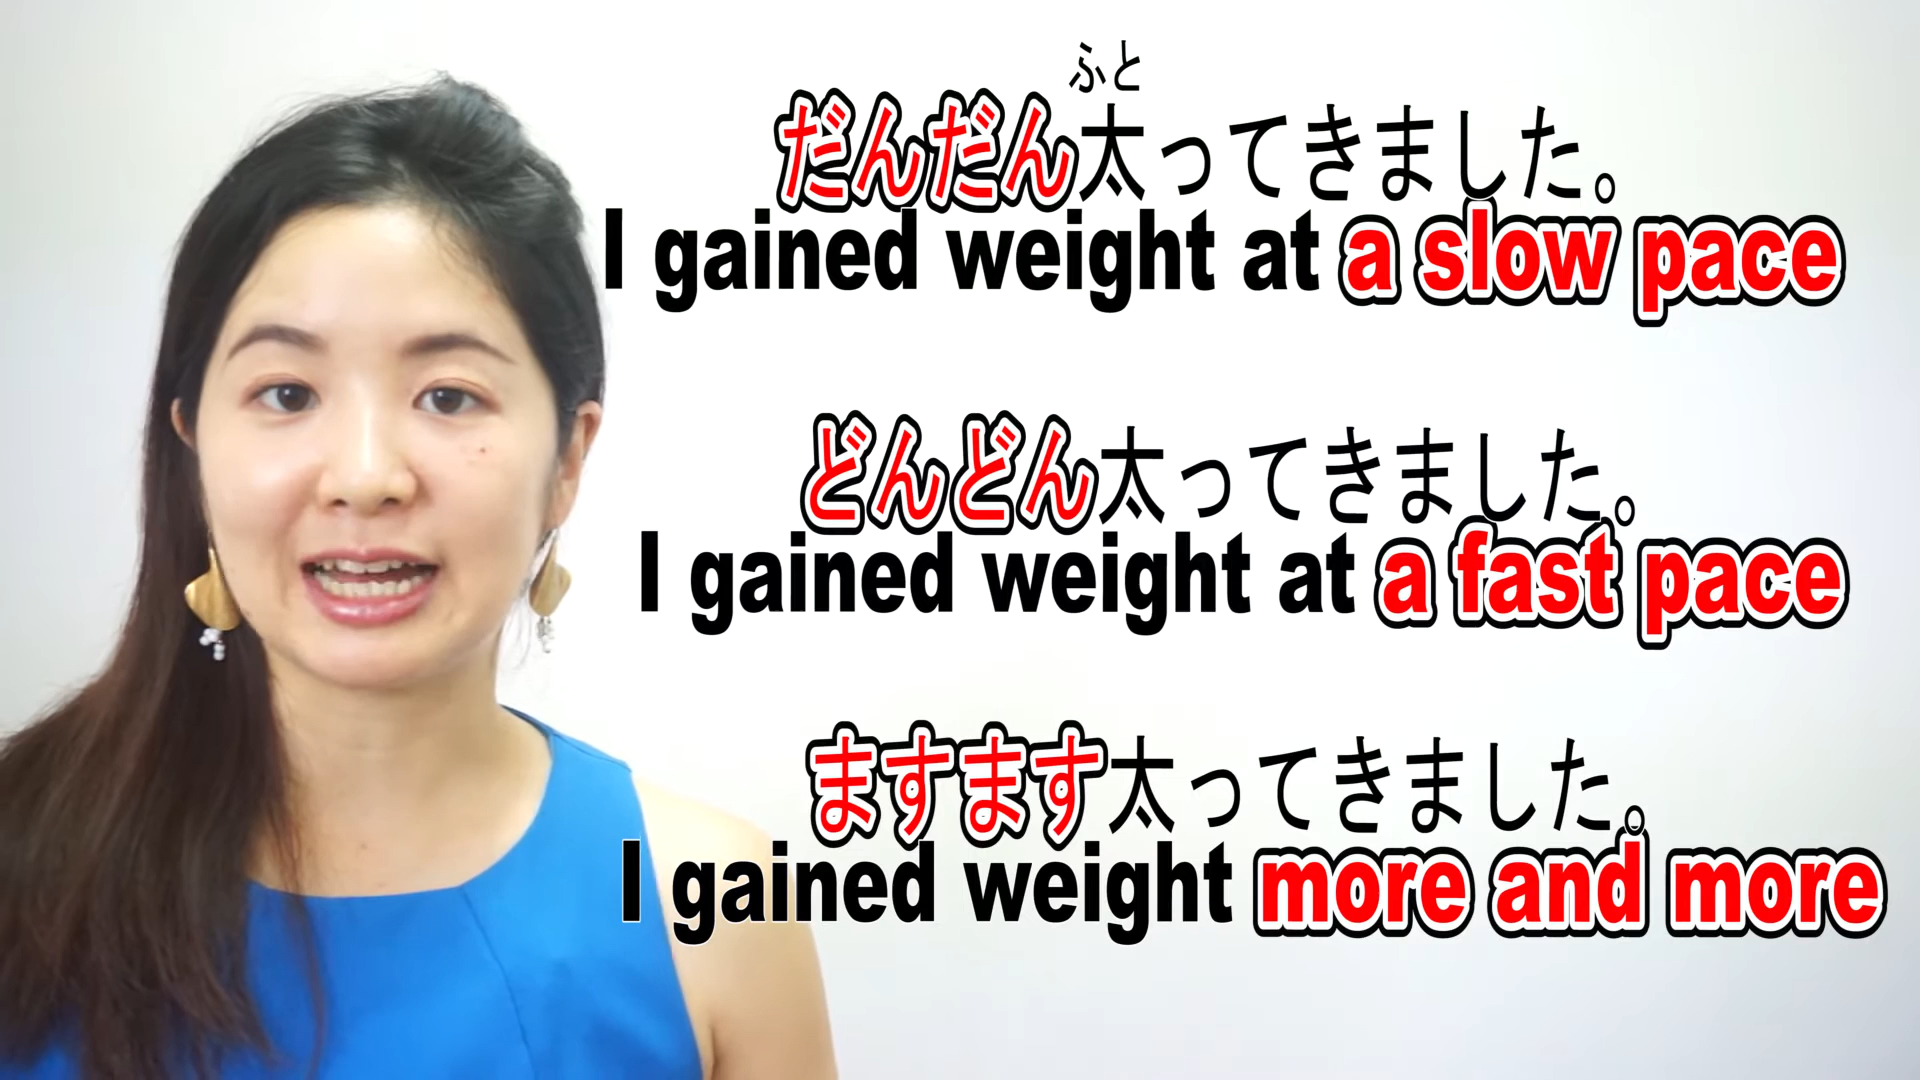 ふと
だんだん太ってきました。
I gained weight at a slow pace
どんどん太ってきました。
I gained weight at a fast pace
ますます太ってきました。
I gained weight more and more